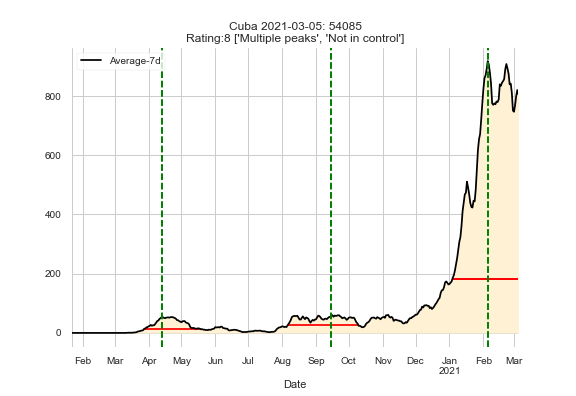 Cuba 2021-03-05: 54085
Rating:8 ['Multiple peaks', 'Not in control']
Average-7d
800
600
400
200
0
Feb Mar Apr May Jun Jul Aug Sep Oct Nov Dec Jan Feb Mar
2021
Date